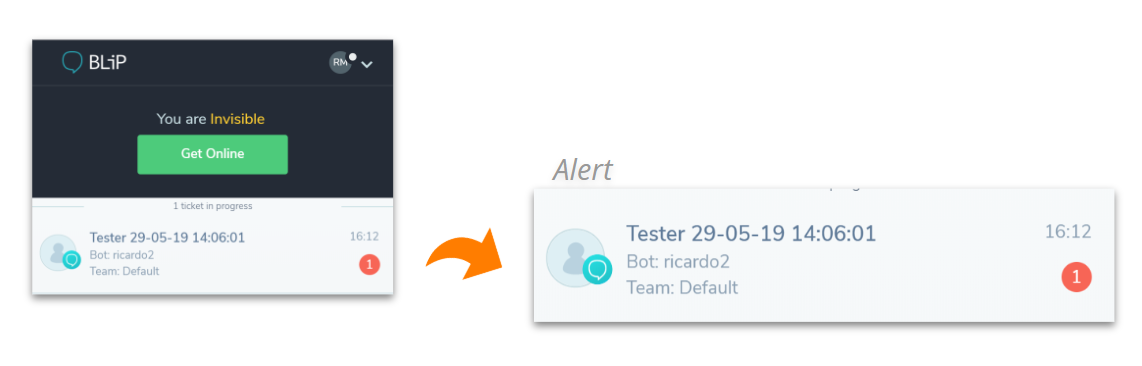 BLiP
RM
You are Invisible
Get Online
1 ticket in progress
Tester 29-05-19 14:06:01
16:12
Bot: ricardo2
Team: Default
1
Alert
Tester 29-05-19 14:06:01
16:12
Bot: ricardo2
Team: Default
1